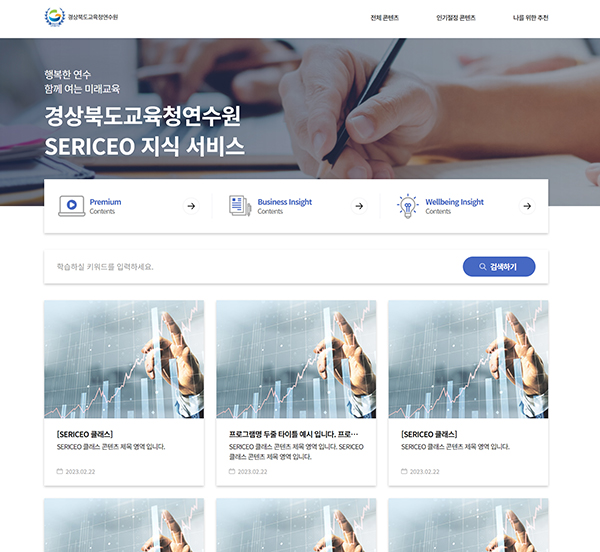 경상북도교육청연수원
전체 콘텐츠 인기절정 콘텐츠 나를 위한 추천
행복한 연수
함께 여는 미래교육
경상북도교육청연수원
SERICEO 지식 서비스
Premium
Contents
Business Insight
Contents
Wellbeing Insight
Contents
학습하실 키워드를 입력하세요.
검색하기
[SERICEO 클래스]
SERICEO 클래스 콘텐츠 제목 영역 입니다.
2023.02.22
프로그램명 두줄 타이틀 예시 입니다. 프로···
SERICEO 클래스 콘텐츠 제목 영역 입니다. SERICEO
클래스 콘텐츠 제목 영역 입니다.
2023.02.22
[SERICEO 클래스]
SERICEO 클래스 콘텐츠 제목 영역 입니다.
2023.02.22